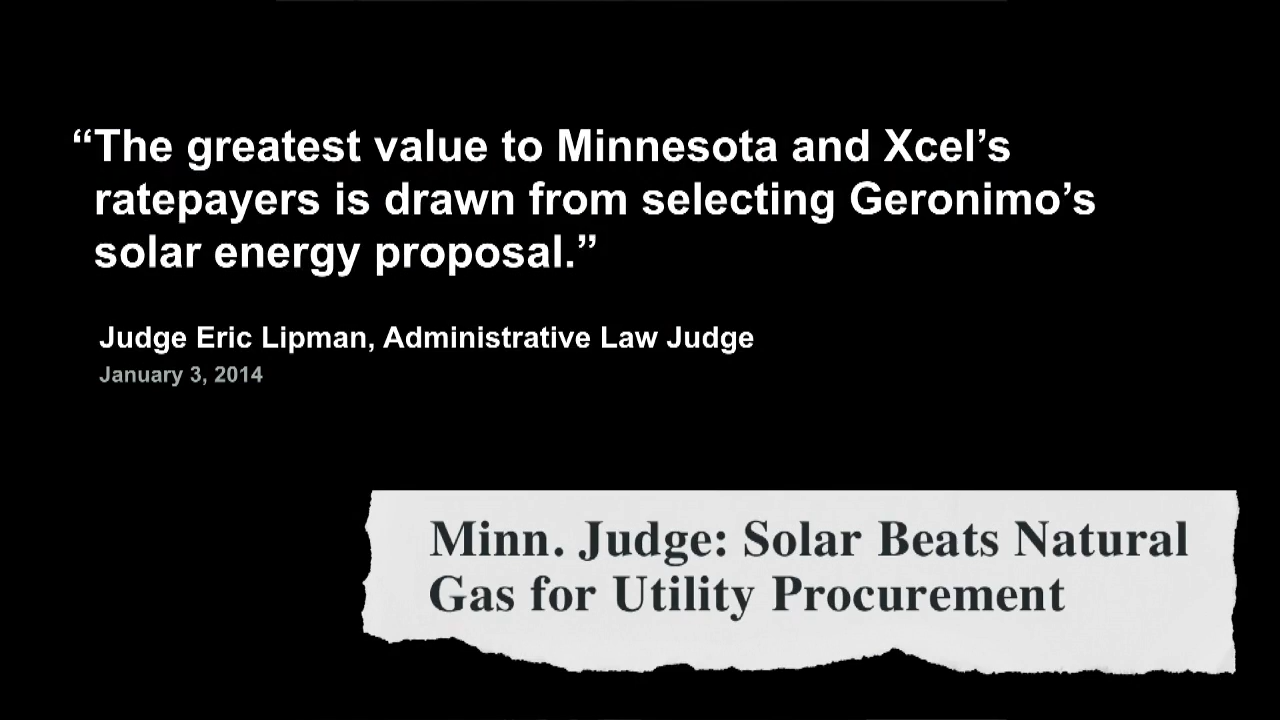 “The greatest value to Minnesota and Xcel’s
ratepayers is drawn from selecting Geronimo’s
solar energy proposal.”
Judge Eric Lipman, Administrative Law Judge
January 3, 2014
Minn. Judge: Solar Beats Natural
Gas for Utility Procurement